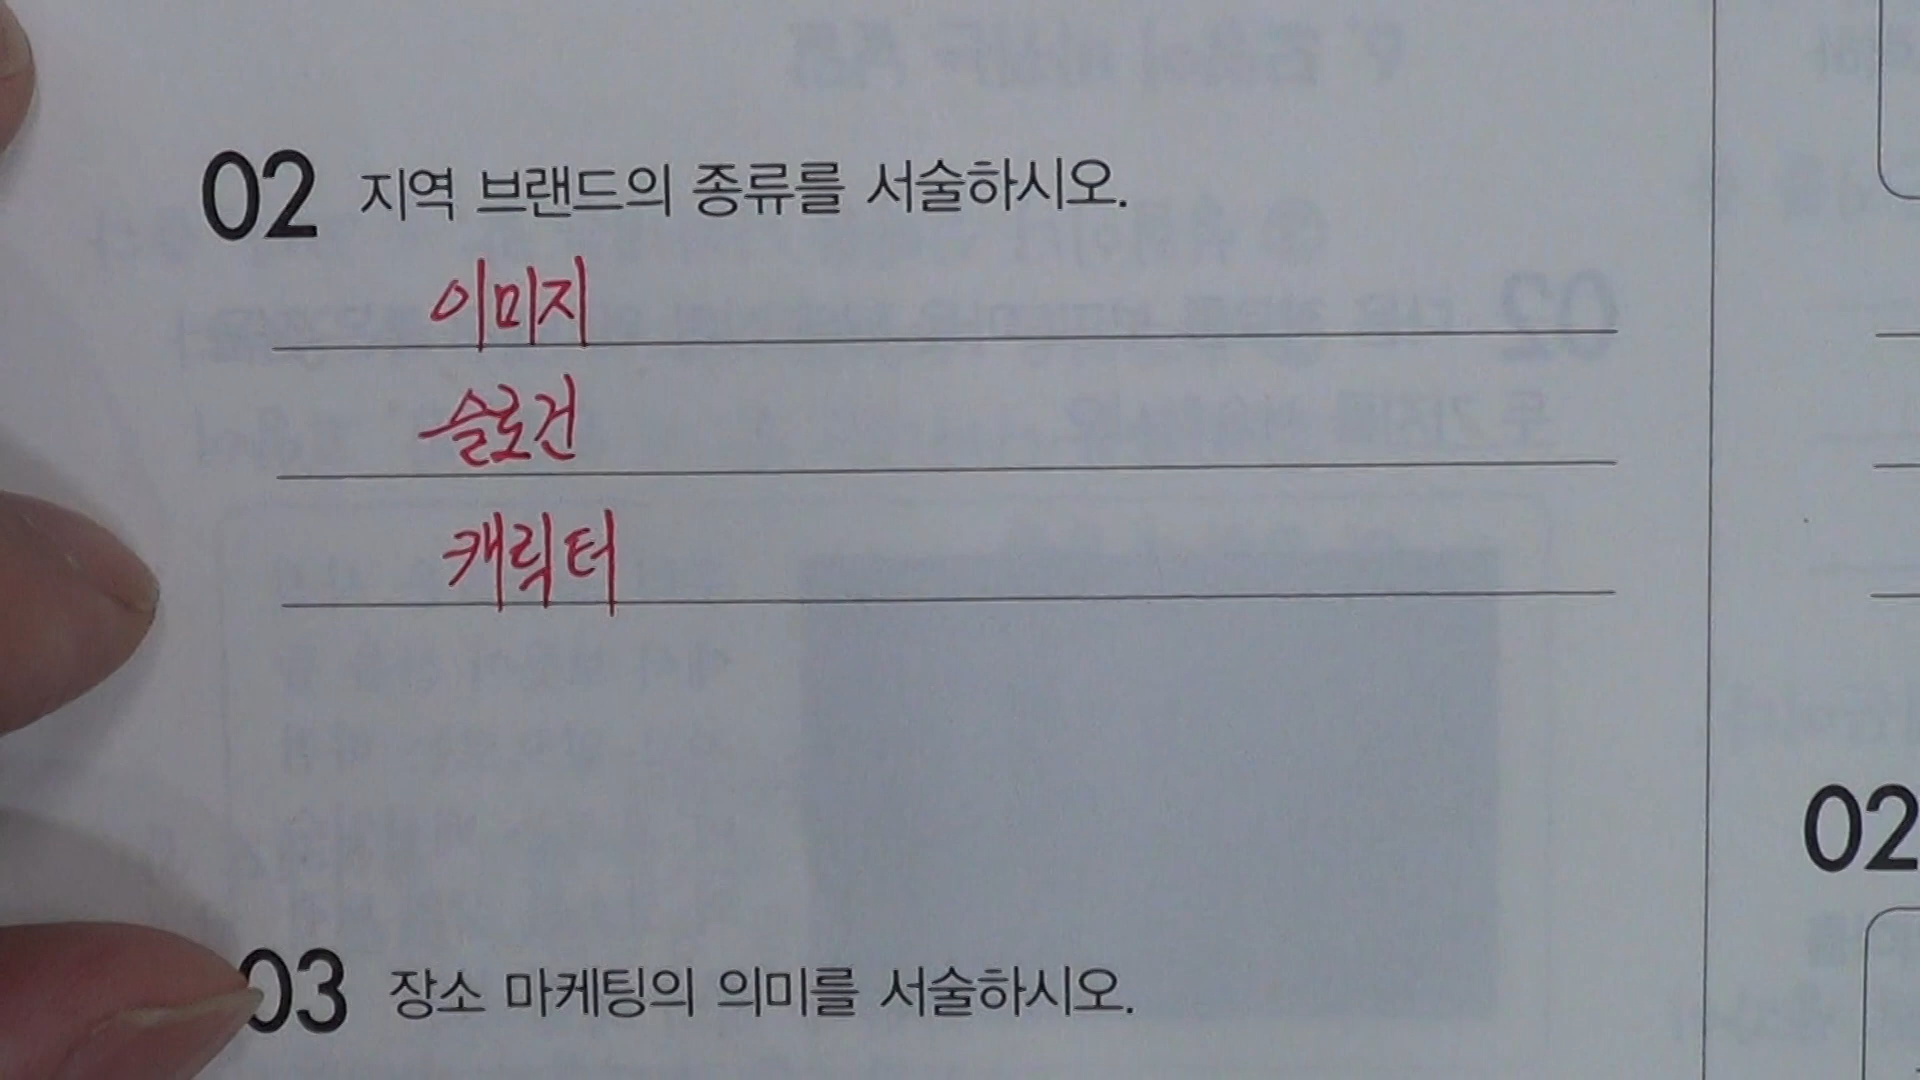 02 지역 브랜드의 종류를 서술하시오.
이미지
슬로건
캐릭터
03 장소 마케팅의 의미를 서술하시오.
02